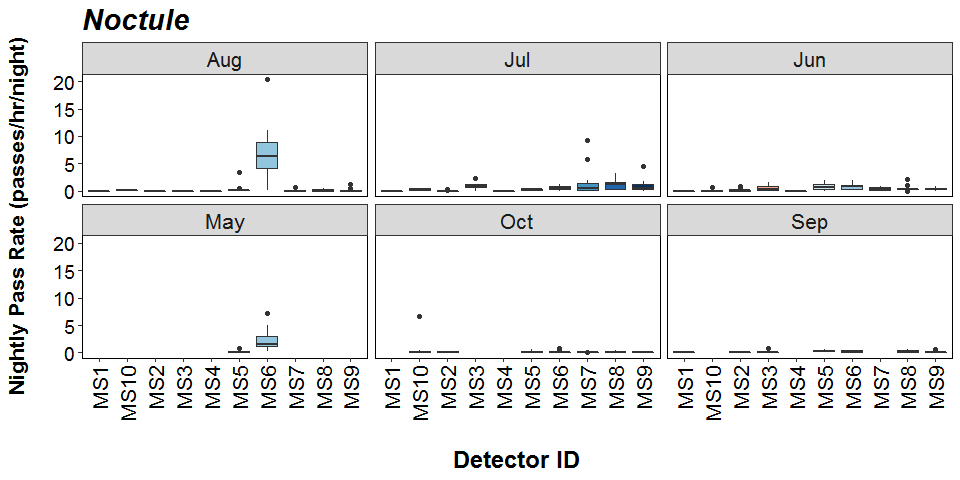 Noctule
Nightly Pass Rate (passes/hr/night)
Aug Jul Jun
20
15
10
5
0
May Oct Sep
20
15
10
5
0
MS1 MS10 MS2 MS3 MS4 MS5 MS6 MS7 MS8 MS9 MS1 MS10 MS2 MS3 MS4 MS5 MS6 MS7 MS8 MS9 MS1 MS10 MS2 MS3 MS4 MS5 MS6 MS7 MS8 MS9
Detector ID